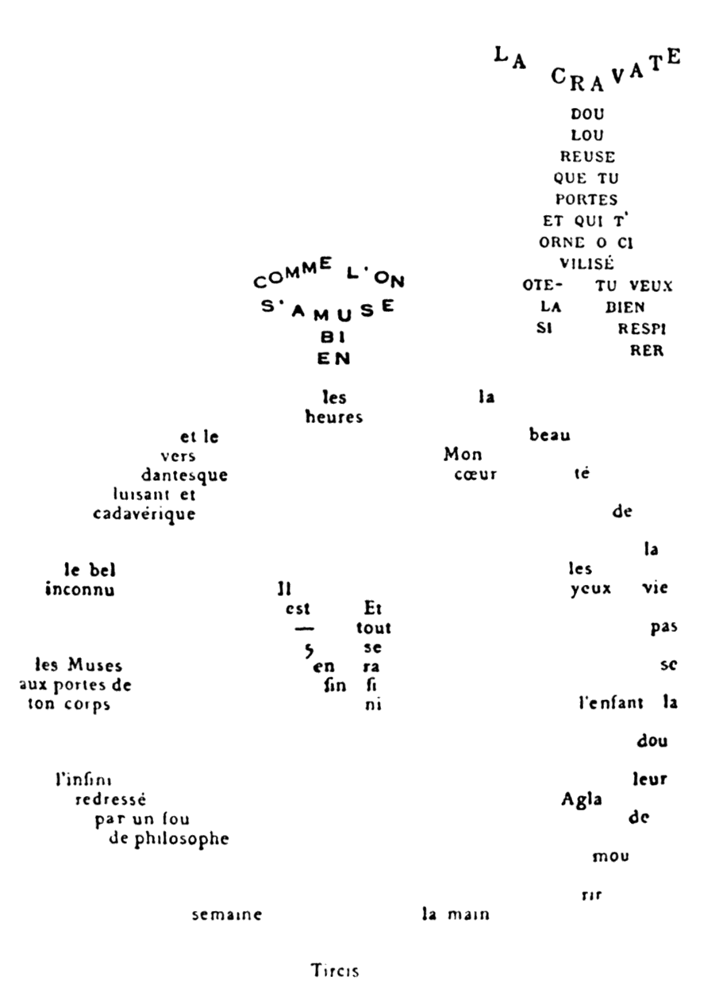 LA CRAVATE
DOU
LOU
REUSE
QUE TU
PORTES
ET QUI T'
ORNE O CI
VILISÉ
OTE- TU VEUX
LA BIEN
SI RESPI
RER
COMME L'ON
S'AMUSE
BI
EN
les
heures
la
beau
té
de
la
vie
pas
se
la
dou
leur
de
mou
rir
Mon
cœur
les
yeux
l'enfant
Agla
la main
Tircis
semaine
l'infini
redressé
par un fou
de philosophe
les Muses
aux portes de
ton corps
le bel
inconnu
et le
vers
dantesque
luisant et
cadavérique
Il
est
—
5
en
fin
Et
tout
se
ra
fi
ni